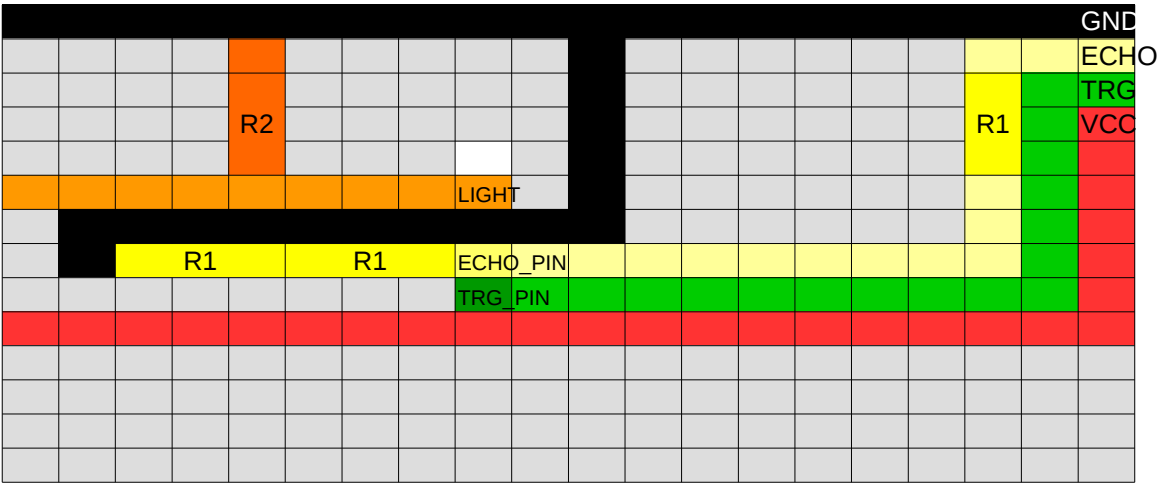 GND
ECHO
TRG
R2
R1
VCC
LIGHT
R1
R1
ECHO_PIN
TRG_PIN